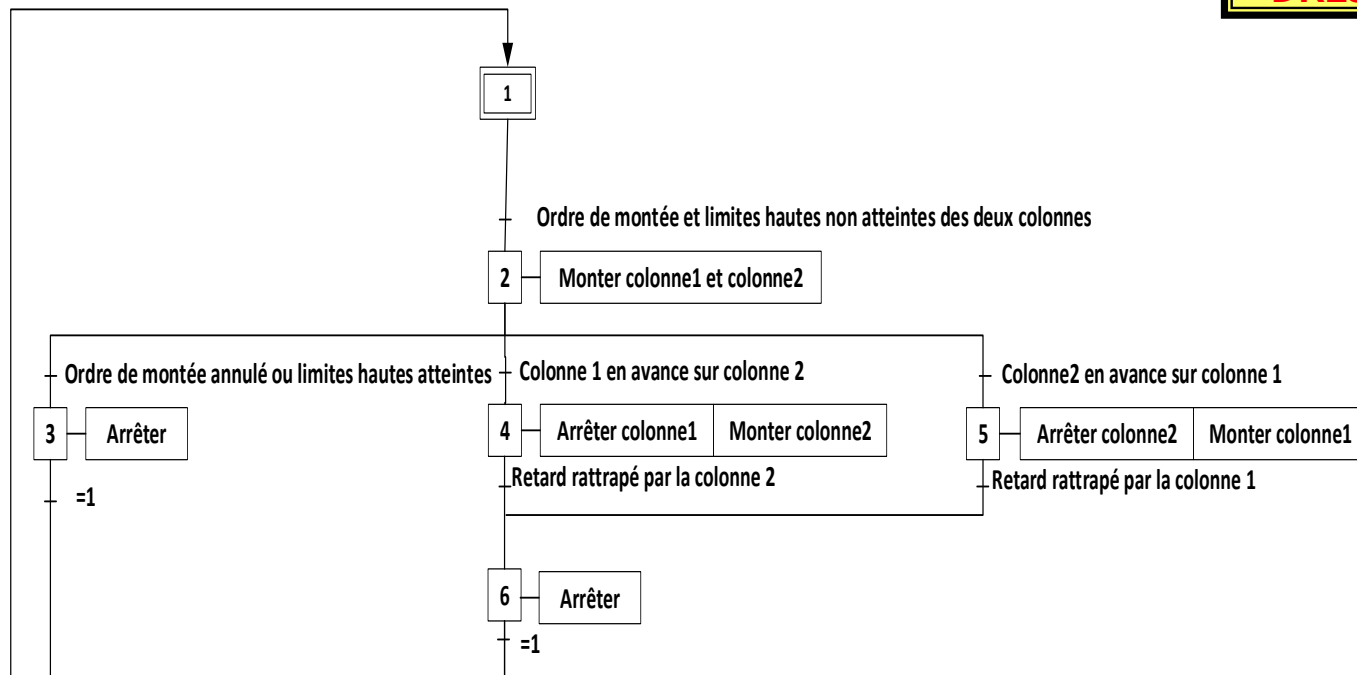 1
Ordre de montée et limites hautes non atteintes des deux colonnes
2 Monter colonne1 et colonne2
Ordre de montée annulé ou limites hautes atteintes Colonne 1 en avance sur colonne 2 Colonne2 en avance sur colonne 1
3 Arrêter 4 Arrêter colonne1 Monter colonne2 5 Arrêter colonne2 Monter colonne1
Retard rattrapé par la colonne 2 Retard rattrapé par la colonne 1
=1
6 Arrêter
=1